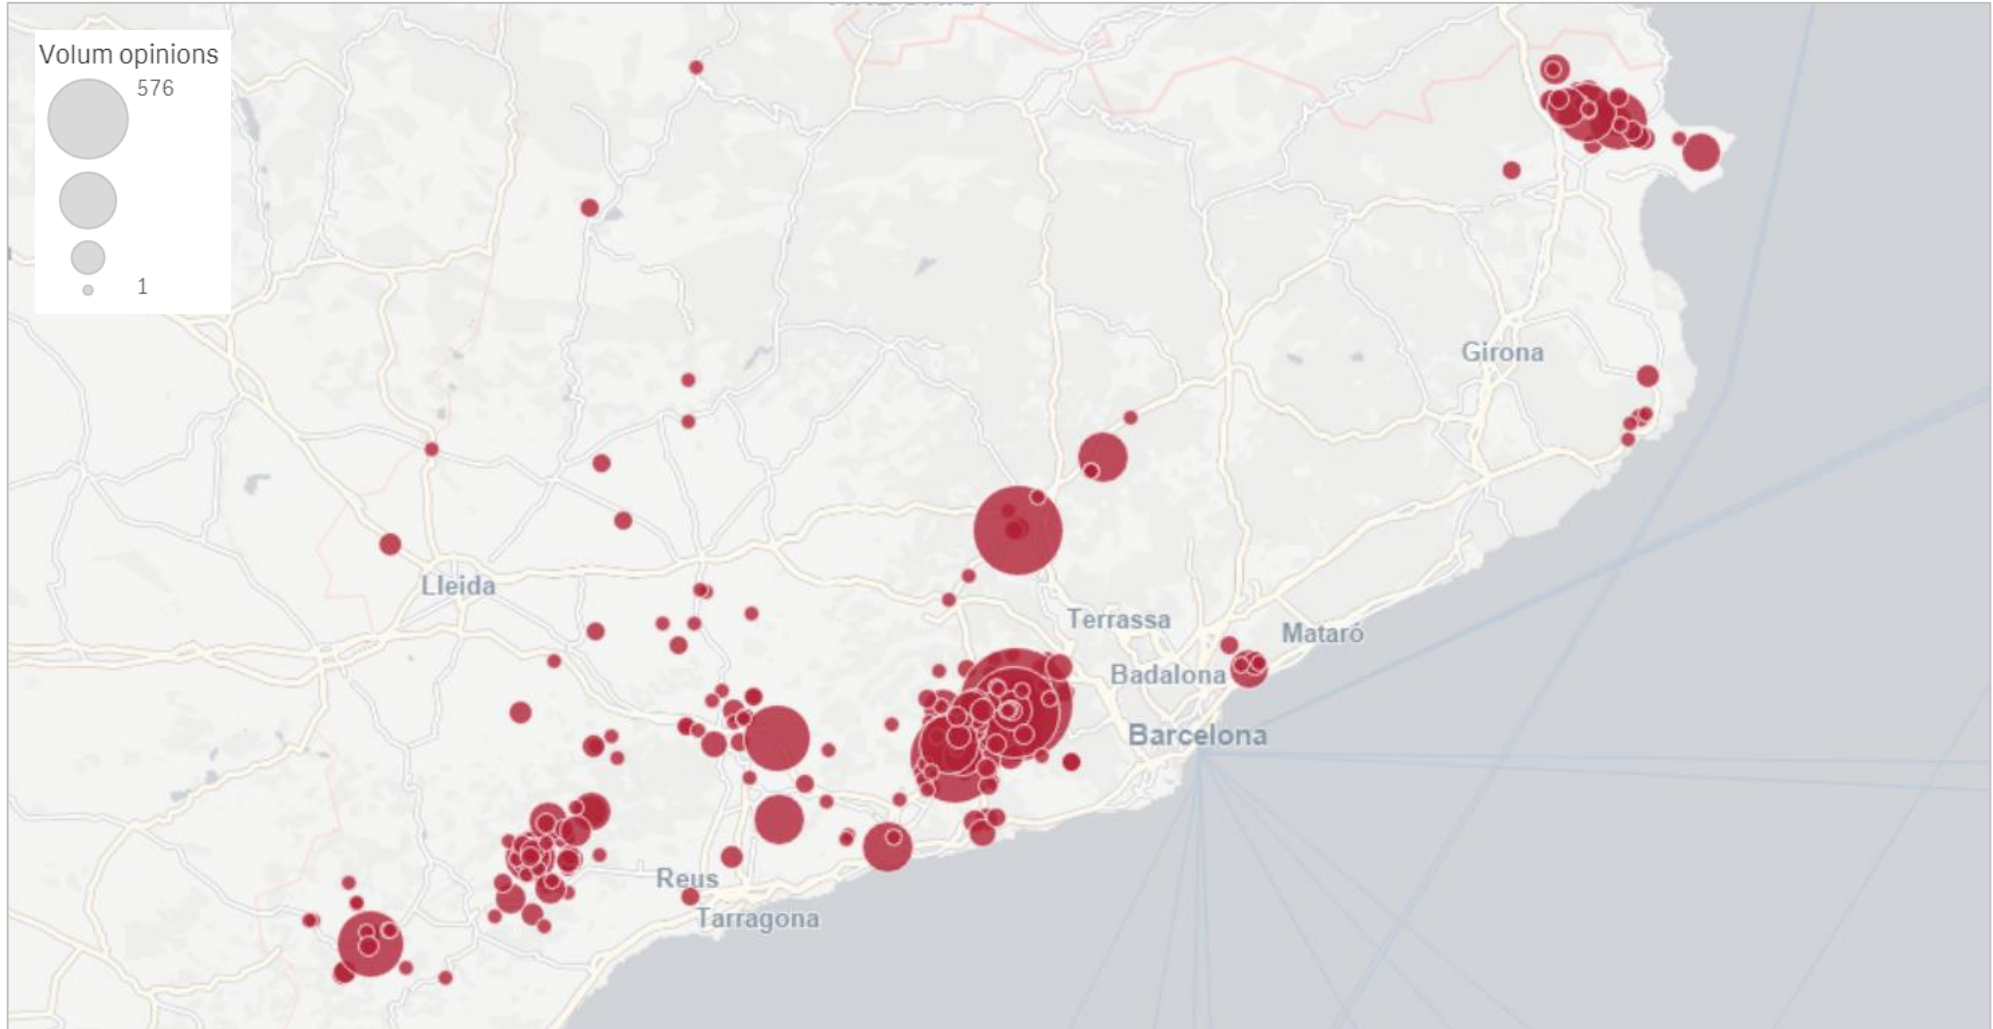 Volum opinions
576
1
Girona
Lleida
Terrassa
Mataró
Badalona
Barcelona
Reus
Tarragona